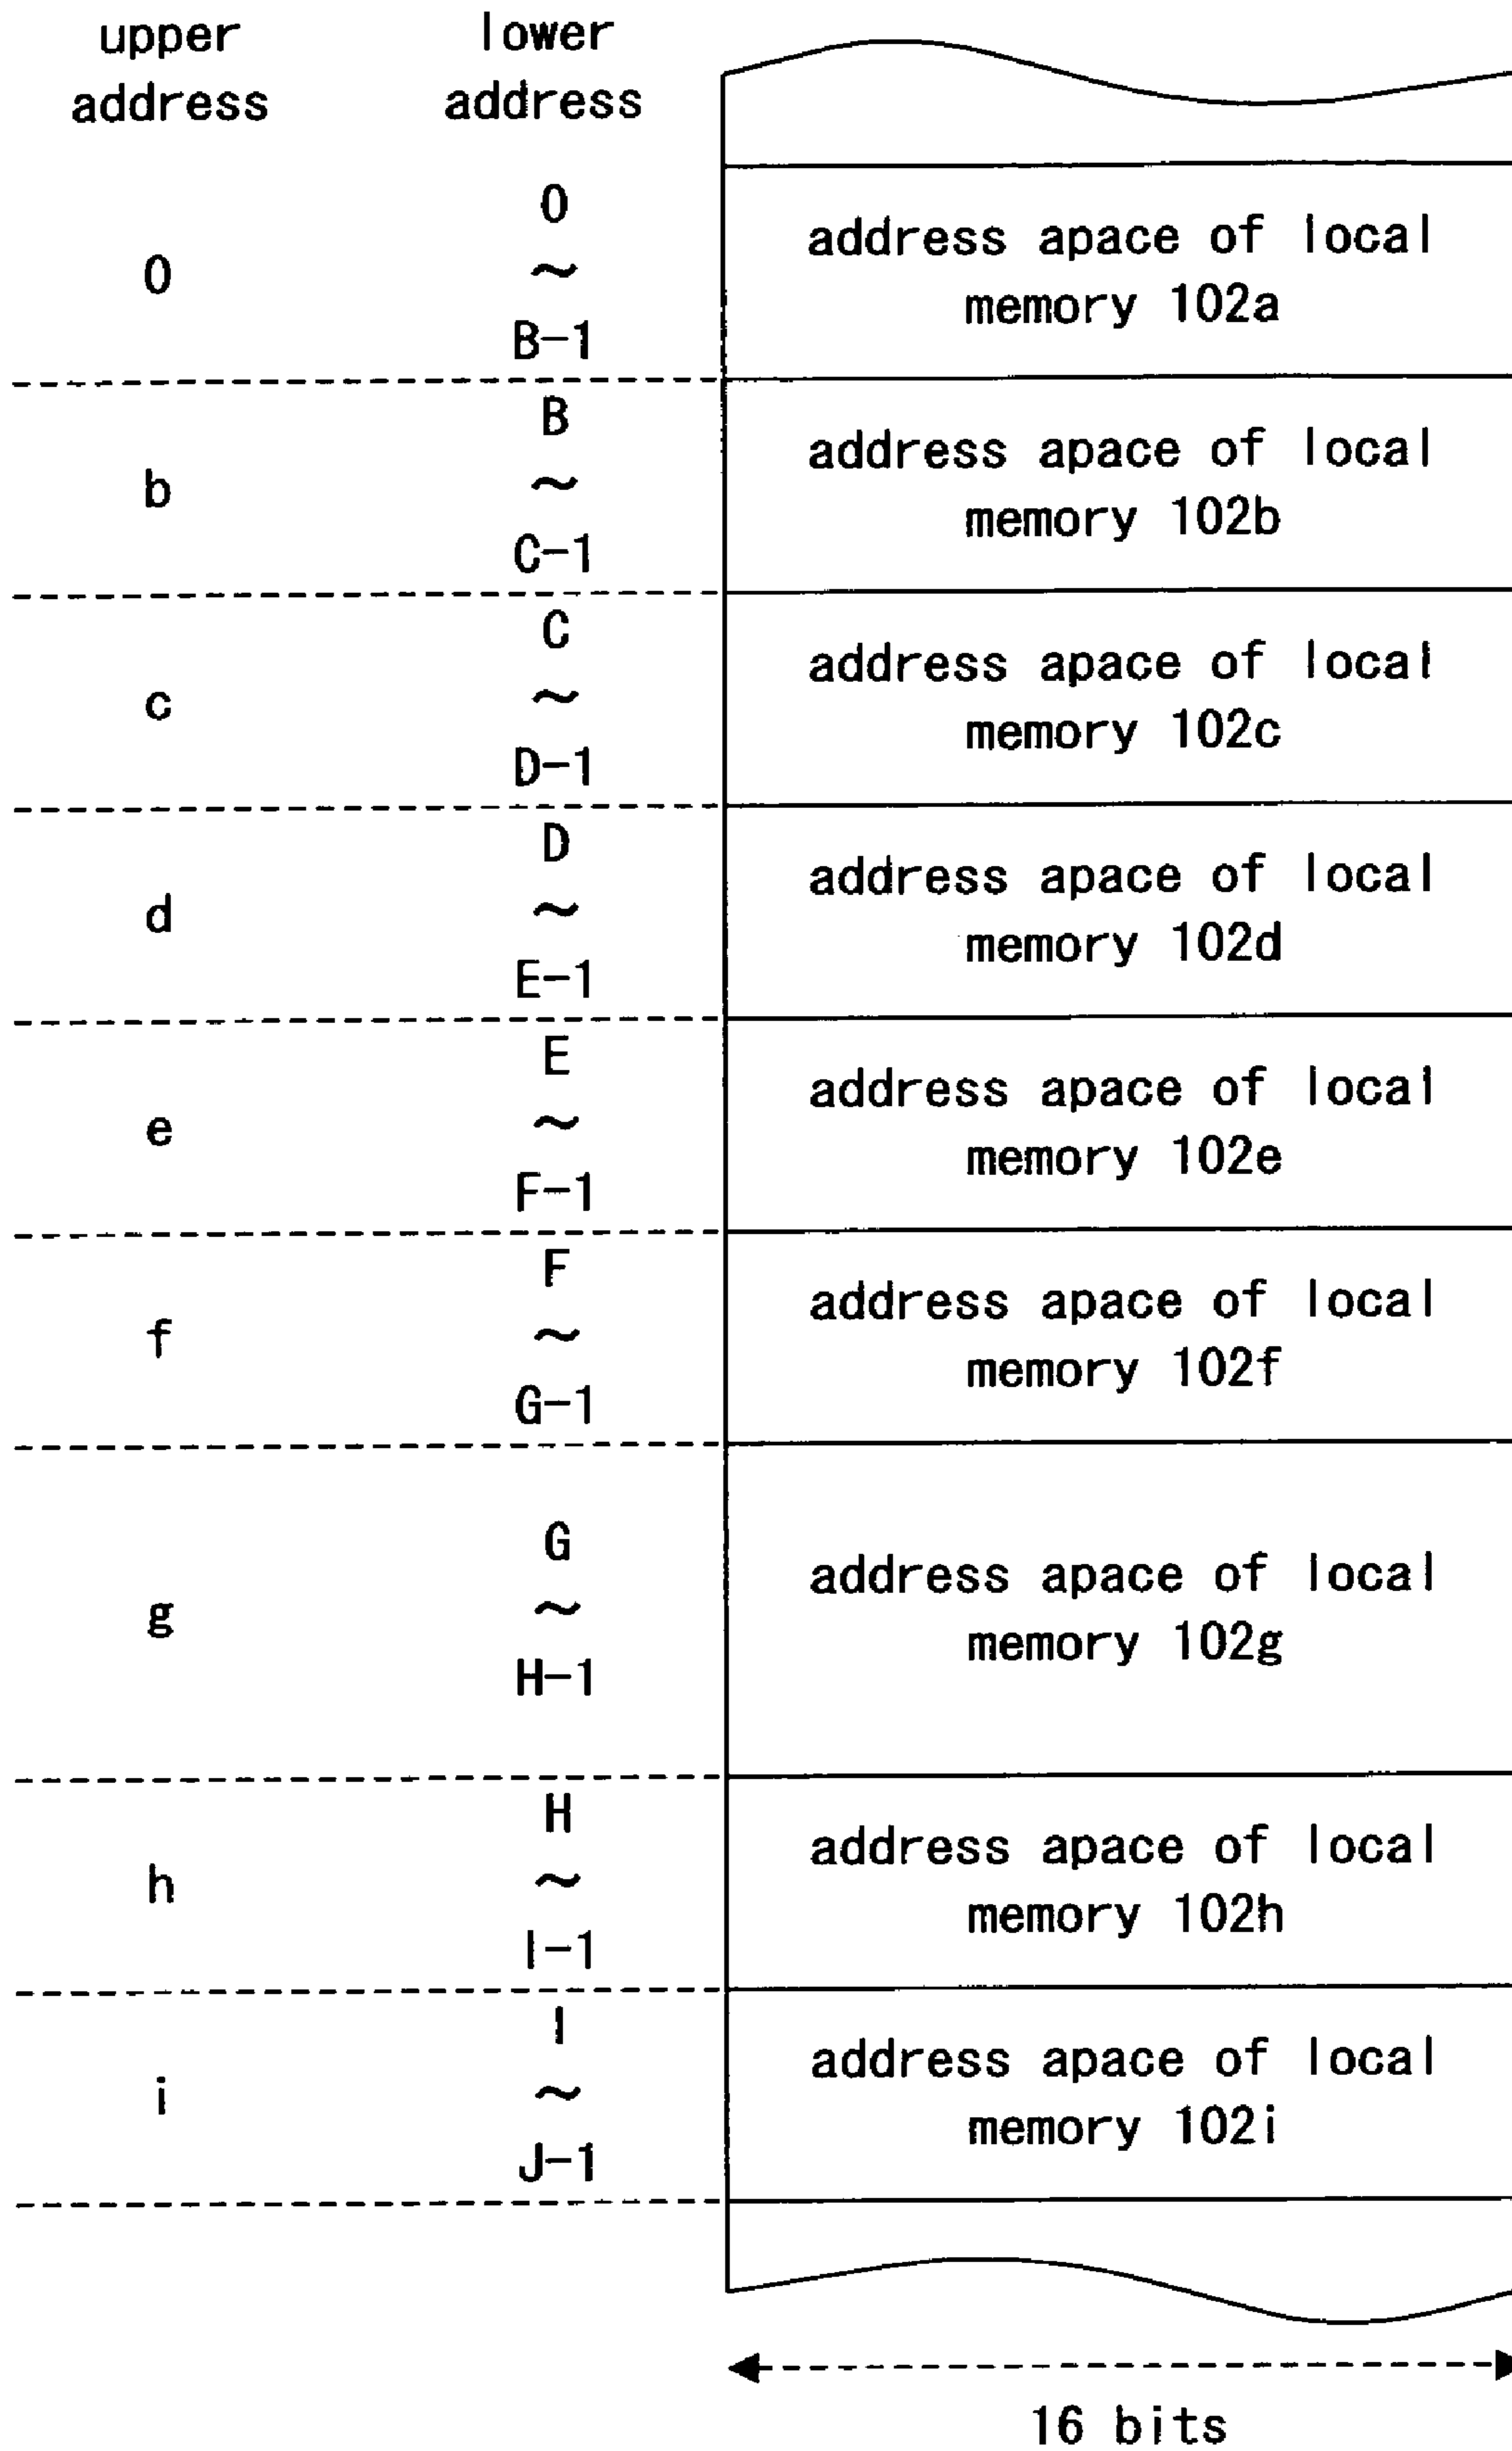 upper address
lower address
0
0
~
B-1
address apace of local
memory 102a
b
B
~
C-1
address apace of local
memory 102b
c
C
~
D-1
address apace of local
memory 102c
d
D
~
E-1
address apace of local
memory 102d
e
E
~
F-1
address apace of local
memory 102e
f
F
~
G-1
address apace of local
memory 102f
g
G
~
H-1
address apace of local
memory 102g
h
H
~
I-1
address apace of local
memory 102h
i
I
~
J-1
address apace of local
memory 102i
16 bits